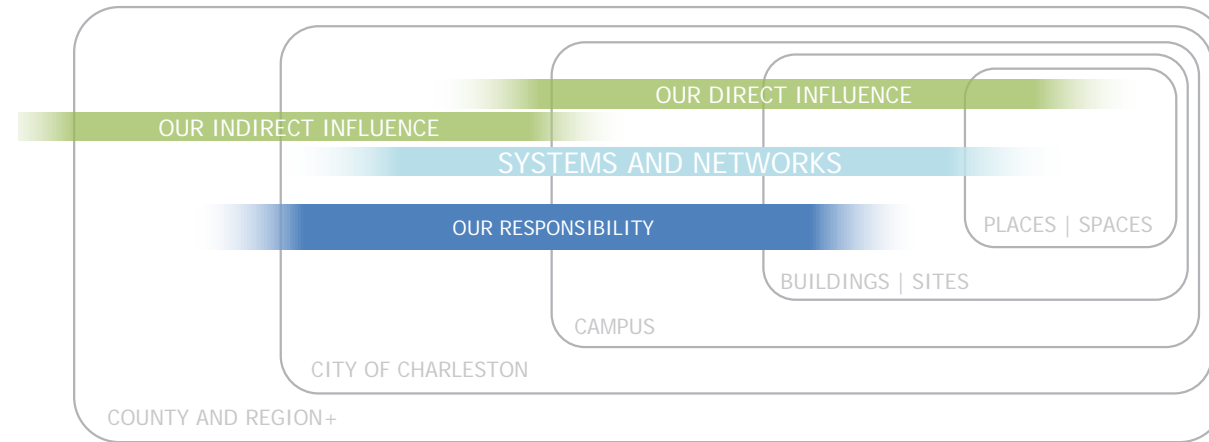 OUR DIRECT INFLUENCE
OUR INDIRECT INFLUENCE
SYSTEMS AND NETWORKS
OUR RESPONSIBILITY
PLACES | SPACES
BUILDINGS | SITES
CAMPUS
CITY OF CHARLESTON
COUNTY AND REGION+